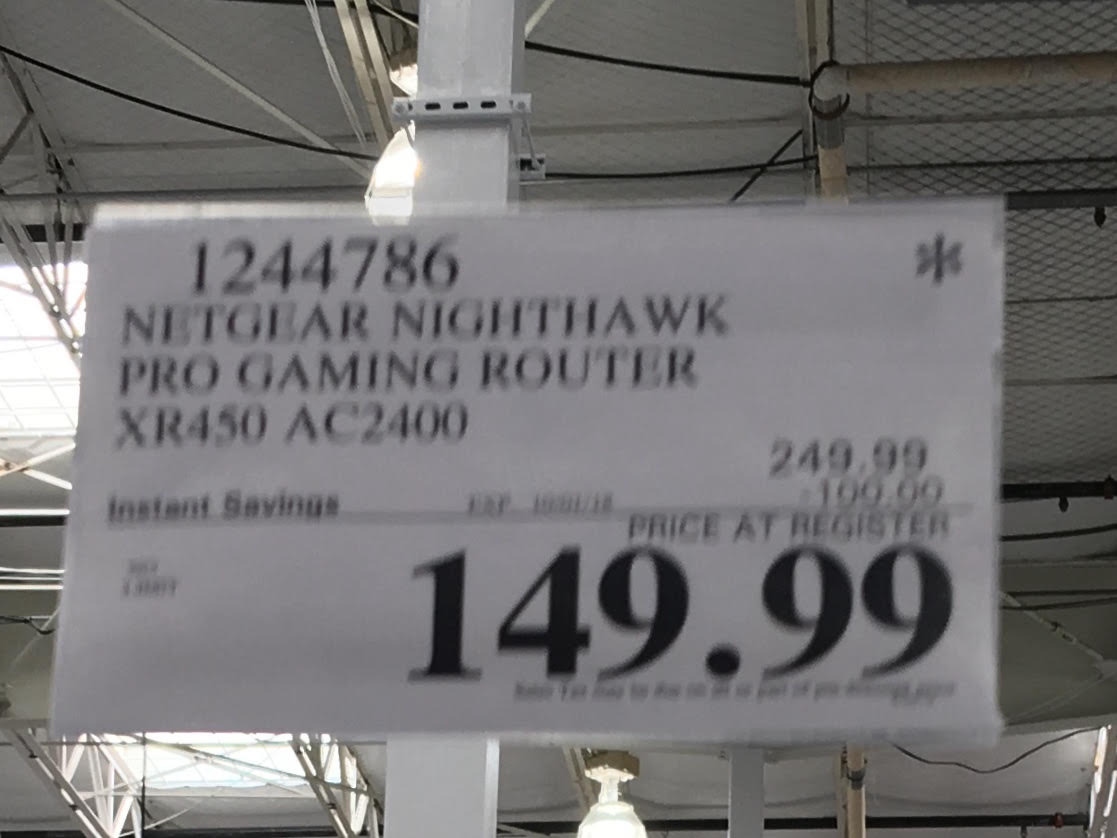 1244786 *
NETGEAR NIGHTHAWK
PRO GAMING ROUTER
XR450 AC2400
249.99
Instant Savings EXP -100.00
PRICE AT REGISTER
149.99